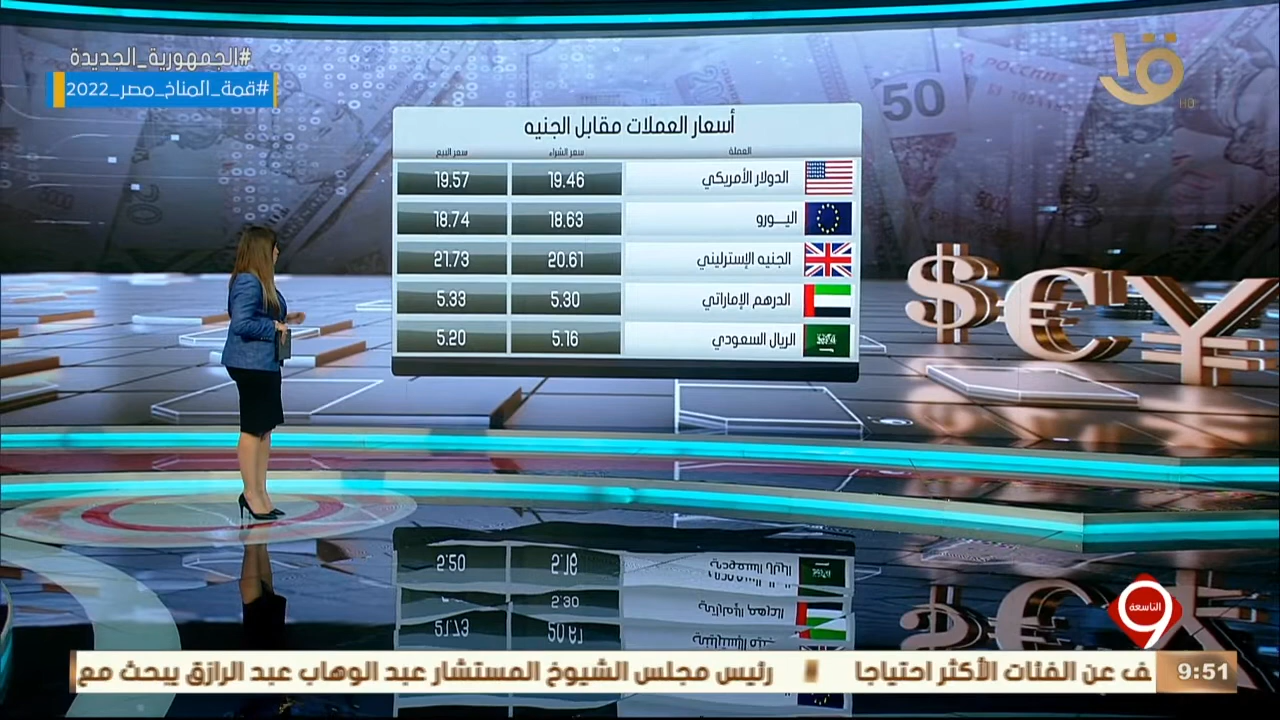 #الجمهورية_الجديدة
#قمة_المناخ_مصر_2022
HD
50
أسعار العملات مقابل الجنيه
العملة سعر الشراء سعر البيع
الدولار الأمريكي 19.46 19.57
اليـــورو 18.63 18.74
الجنيه الإسترليني 20.61 21.73
الدرهم الإماراتي 5.30 5.33
الريال السعودي 5.16 5.20
$€¥
التاسعة
9
9:51
ف عن الفئات الأكثر احتياجا
رئيس مجلس الشيوخ المستشار عبد الوهاب عبد الرازق يبحث مع